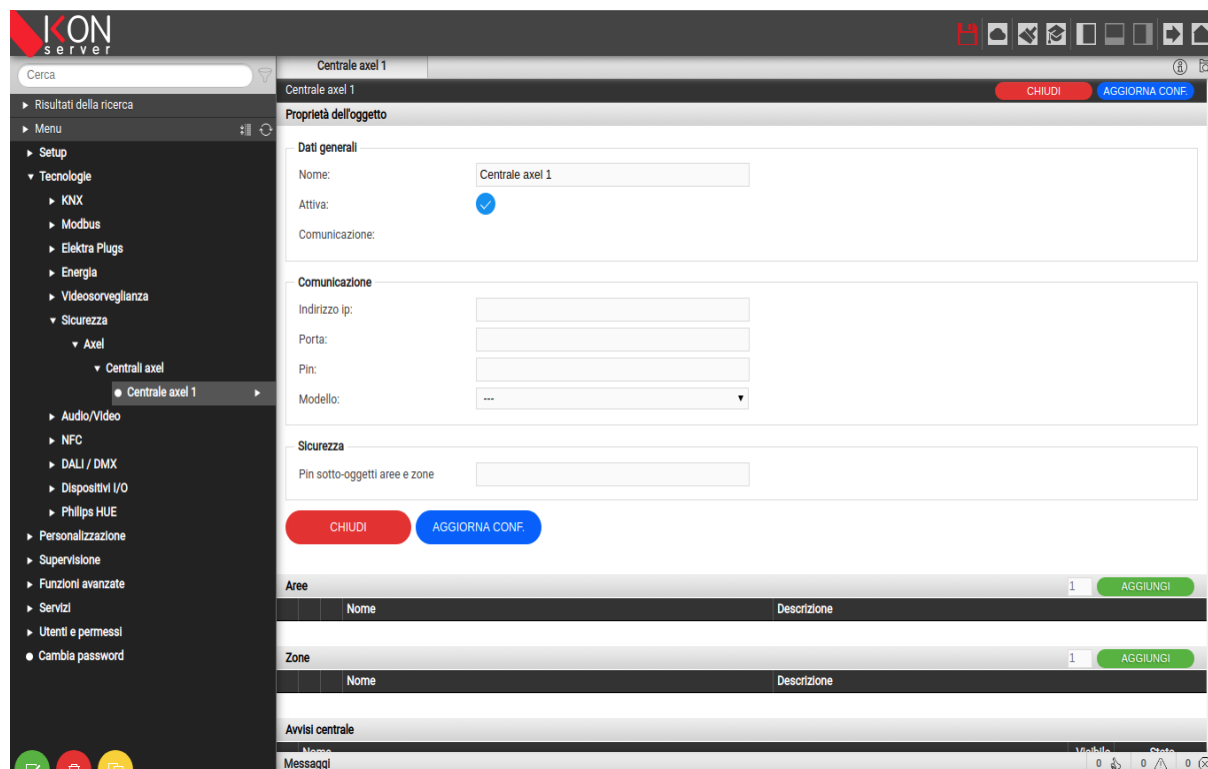 KON
server
Cerca
Risultati della ricerca
Menu
Setup
Tecnologie
KNX
Modbus
Elektra Plugs
Energia
Videosorveglianza
Sicurezza
Axel
Centrali axel
Centrale axel 1
Audio/Video
NFC
DALI / DMX
Dispositivi I/O
Philips HUE
Personalizzazione
Supervisione
Funzioni avanzate
Servizi
Utenti e permessi
Cambia password
Centrale axel 1
Centrale axel 1 CHIUDI AGGIORNA CONF.
Proprietà dell'oggetto
Dati generali
Nome: Centrale axel 1
Attiva:
Comunicazione:
Comunicazione
Indirizzo ip:
Porta:
Pin:
Modello: ---
Sicurezza
Pin sotto-oggetti aree e zone
CHIUDI AGGIORNA CONF.
Aree 1 AGGIUNGI
Nome Descrizione
Zone 1 AGGIUNGI
Nome Descrizione
Avvisi centrale
Nome Visibile Stato
Messaggi 0 0 0